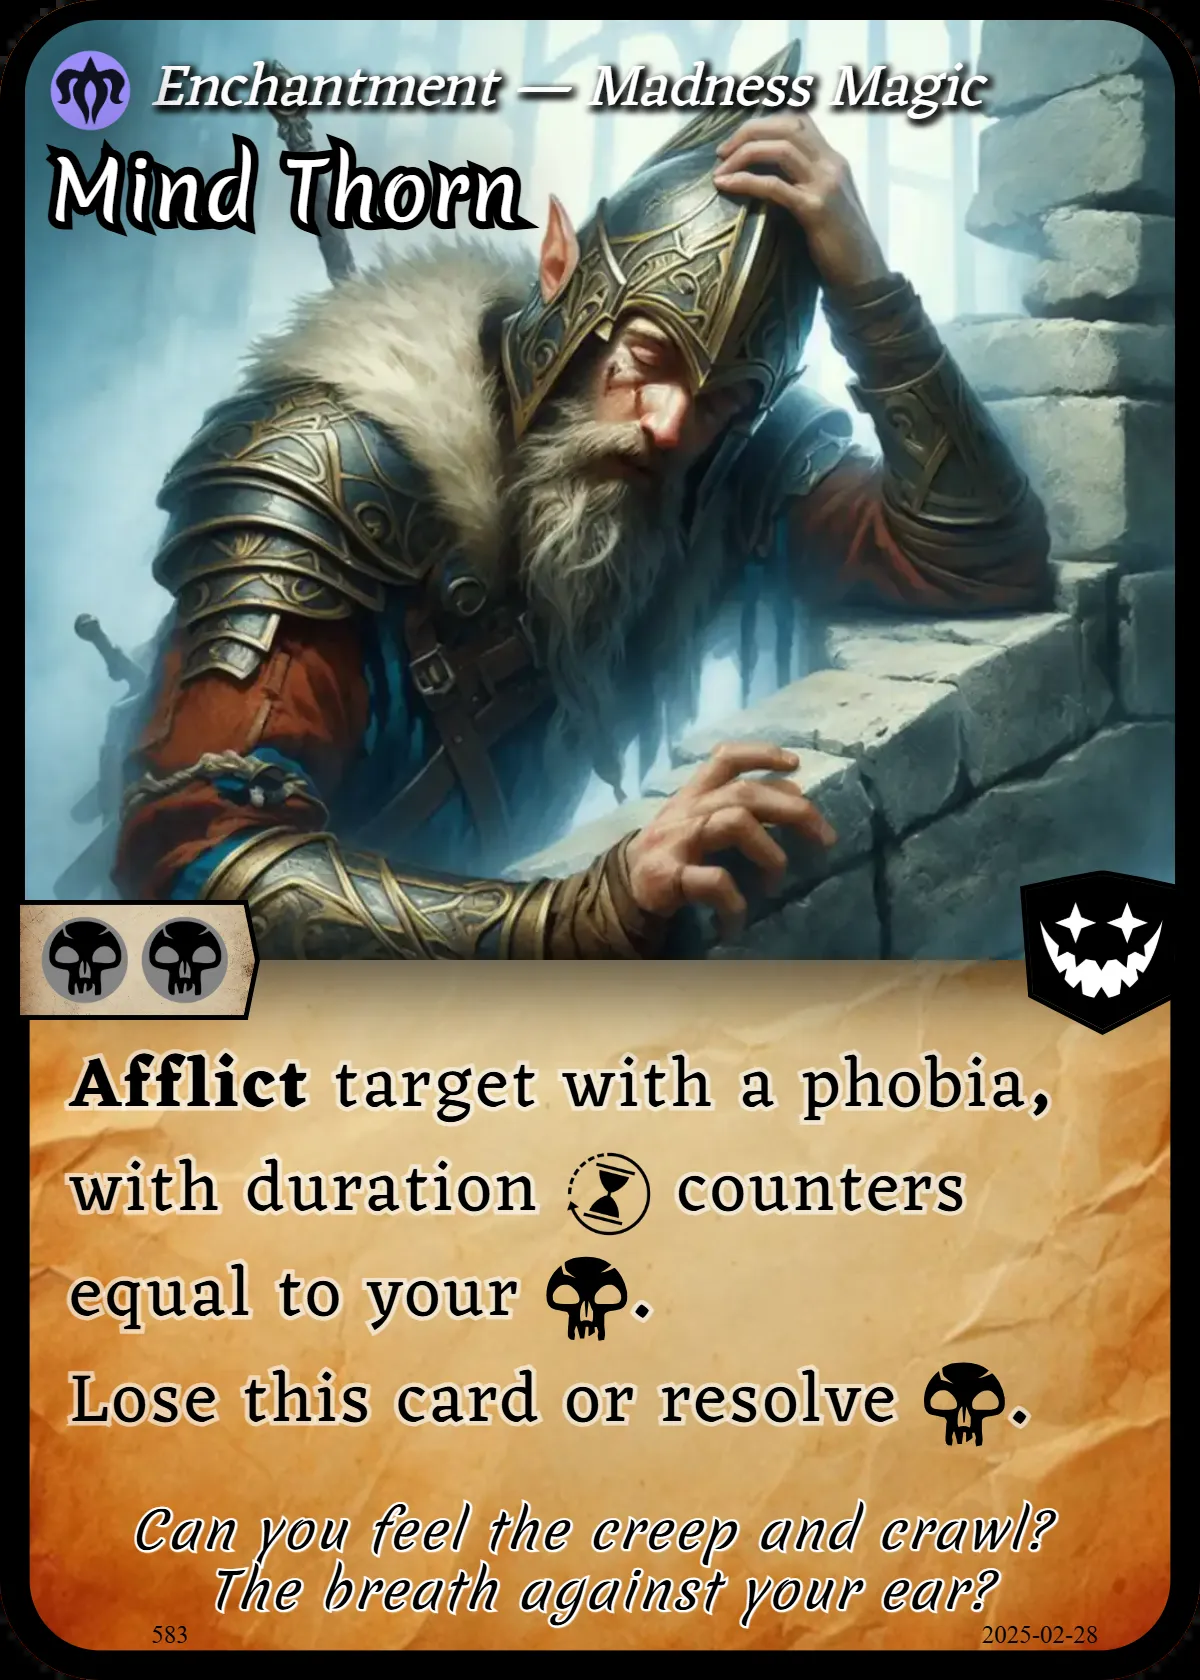 Enchantment — Madness Magic
Mind Thorn
Afflict target with a phobia,
with duration counters
equal to your .
Lose this card or resolve .
Can you feel the creep and crawl?
The breath against your ear?
583
2025-02-28